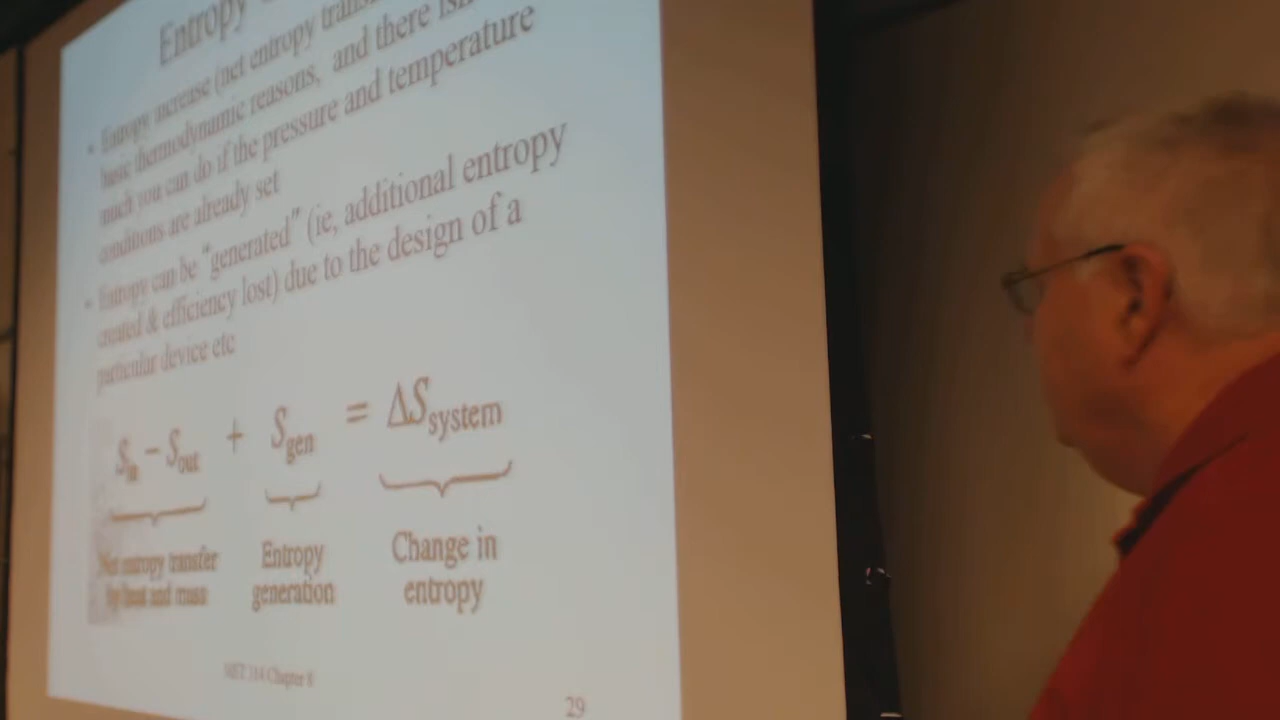 Entropy
• Entropy increase (net entropy
basic thermodynamic reasons, and there
much you can do if the pressure and temperature
conditions are already set
• Entropy can be "generated" (ie, additional entropy
created & efficiency lost) due to the design of a
particular device etc
S_in − S_out + S_gen = ΔS_system
Net entropy transfer
by heat and mass
Entropy
generation
Change in
entropy
Chapter
29